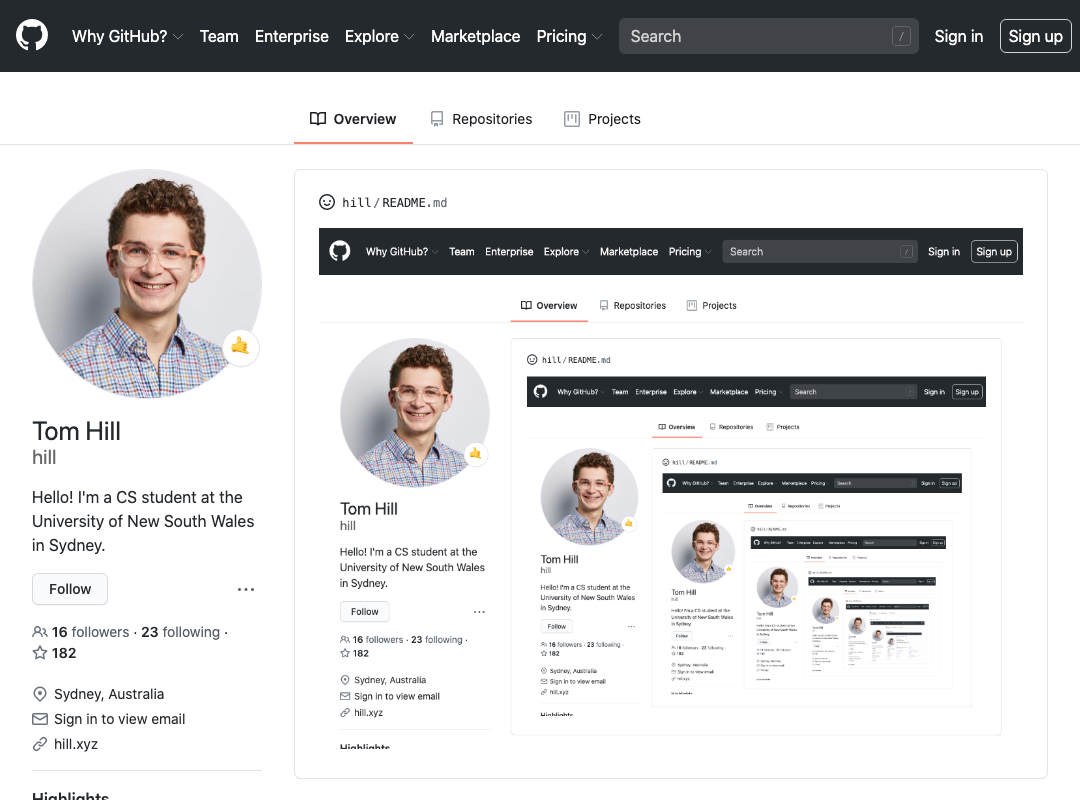 Why GitHub? Team Enterprise Explore Marketplace Pricing Search / Sign in Sign up
Overview Repositories Projects
Tom Hill
hill
Hello! I'm a CS student at the
University of New South Wales
in Sydney.
Follow ...
16 followers · 23 following ·
182
Sydney, Australia
Sign in to view email
hill.xyz
Highlights
hill/README.md
Why GitHub? Team Enterprise Explore Marketplace Pricing Search / Sign in Sign up
Overview Repositories Projects
Tom Hill
hill
Hello! I'm a CS student at the
University of New South Wales
in Sydney.
Follow ...
16 followers · 23 following ·
182
Sydney, Australia
Sign in to view email
hill.xyz
Highlights
hill/README.md
Why GitHub? Team Enterprise Explore Marketplace Pricing Search Sign in Sign up
Overview Repositories Projects
Tom Hill
hill
Hello! I'm a CS student at the
University of New South Wales
in Sydney.
Follow ...
16 followers · 23 following ·
182
Sydney, Australia
Sign in to view email
hill.xyz
Highlights
hill/README.md
Why GitHub? Team Enterprise Explore Marketplace Pricing Search Sign in Sign up
Overview Repositories Projects
Tom Hill
hill
Hello! I'm a CS student at the
University of New South Wales
in Sydney.
Follow
16 followers · 23 following ·
182
Sydney, Australia
Sign in to view email
hill.xyz